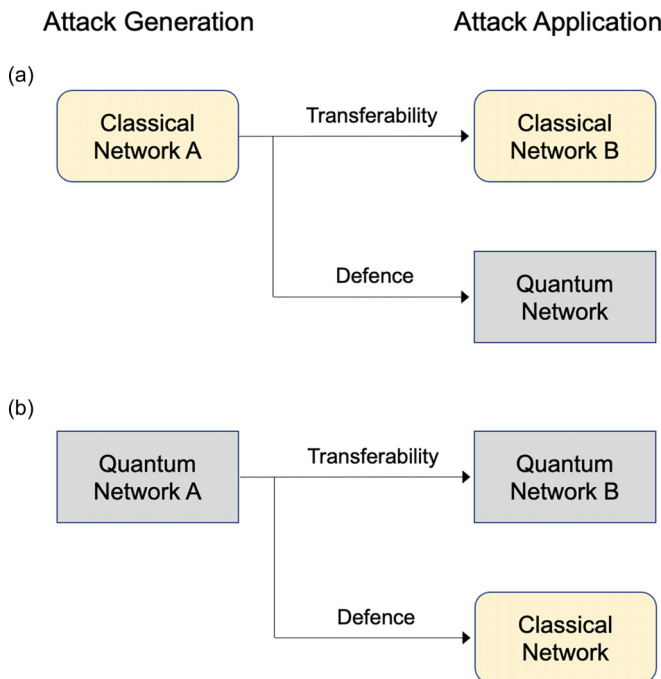 Attack Generation
Attack Application
(a)
Classical
Network A
Transferability
Classical
Network B
Defence
Quantum
Network
(b)
Quantum
Network A
Transferability
Quantum
Network B
Defence
Classical
Network